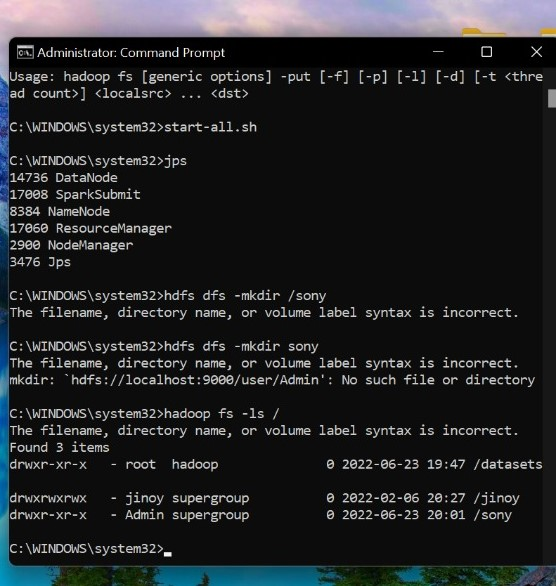 Administrator: Command Prompt
Usage: hadoop fs [generic options] -put [-f] [-p] [-l] [-d] [-t <thre
ad count>] <localsrc> ... <dst>
C:\WINDOWS\system32>start-all.sh
C:\WINDOWS\system32>jps
14736 DataNode
17008 SparkSubmit
8384 NameNode
17060 ResourceManager
2900 NodeManager
3476 Jps
C:\WINDOWS\system32>hdfs dfs -mkdir /sony
The filename, directory name, or volume label syntax is incorrect.
C:\WINDOWS\system32>hdfs dfs -mkdir sony
The filename, directory name, or volume label syntax is incorrect.
mkdir: `hdfs://localhost:9000/user/Admin': No such file or directory
C:\WINDOWS\system32>hadoop fs -ls /
The filename, directory name, or volume label syntax is incorrect.
Found 3 items
drwxr-xr-x   - root  hadoop              0 2022-06-23 19:47 /datasets
drwxrwxrwx   - jinoy supergroup          0 2022-02-06 20:27 /jinoy
drwxr-xr-x   - Admin supergroup          0 2022-06-23 20:01 /sony
C:\WINDOWS\system32>